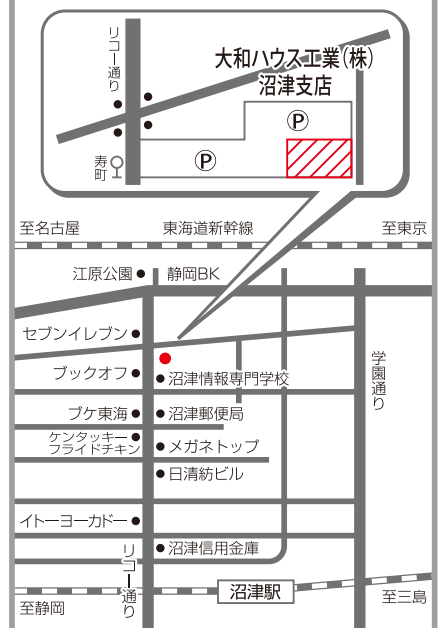 リコー通り
大和ハウス工業(株)
沼津支店
P
P
寿町
至名古屋
東海道新幹線
至東京
江原公園
静岡BK
セブンイレブン
学園通り
ブックオフ
沼津情報専門学校
ブケ東海
沼津郵便局
ケンタッキー
フライドチキン
メガネトップ
日清紡ビル
イトーヨーカドー
沼津信用金庫
リコー通り
沼津駅
至静岡
至三島